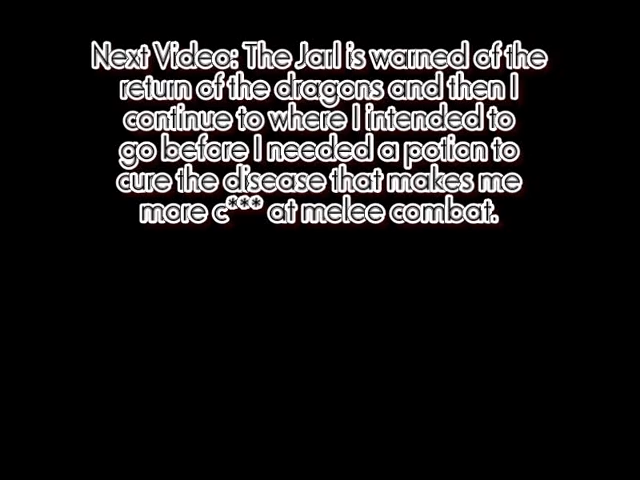 Next Video: The Jarl is warned of the
return of the dragons and then I
continue to where I intended to
go before I needed a potion to
cure the disease that makes me
more c*** at melee combat.